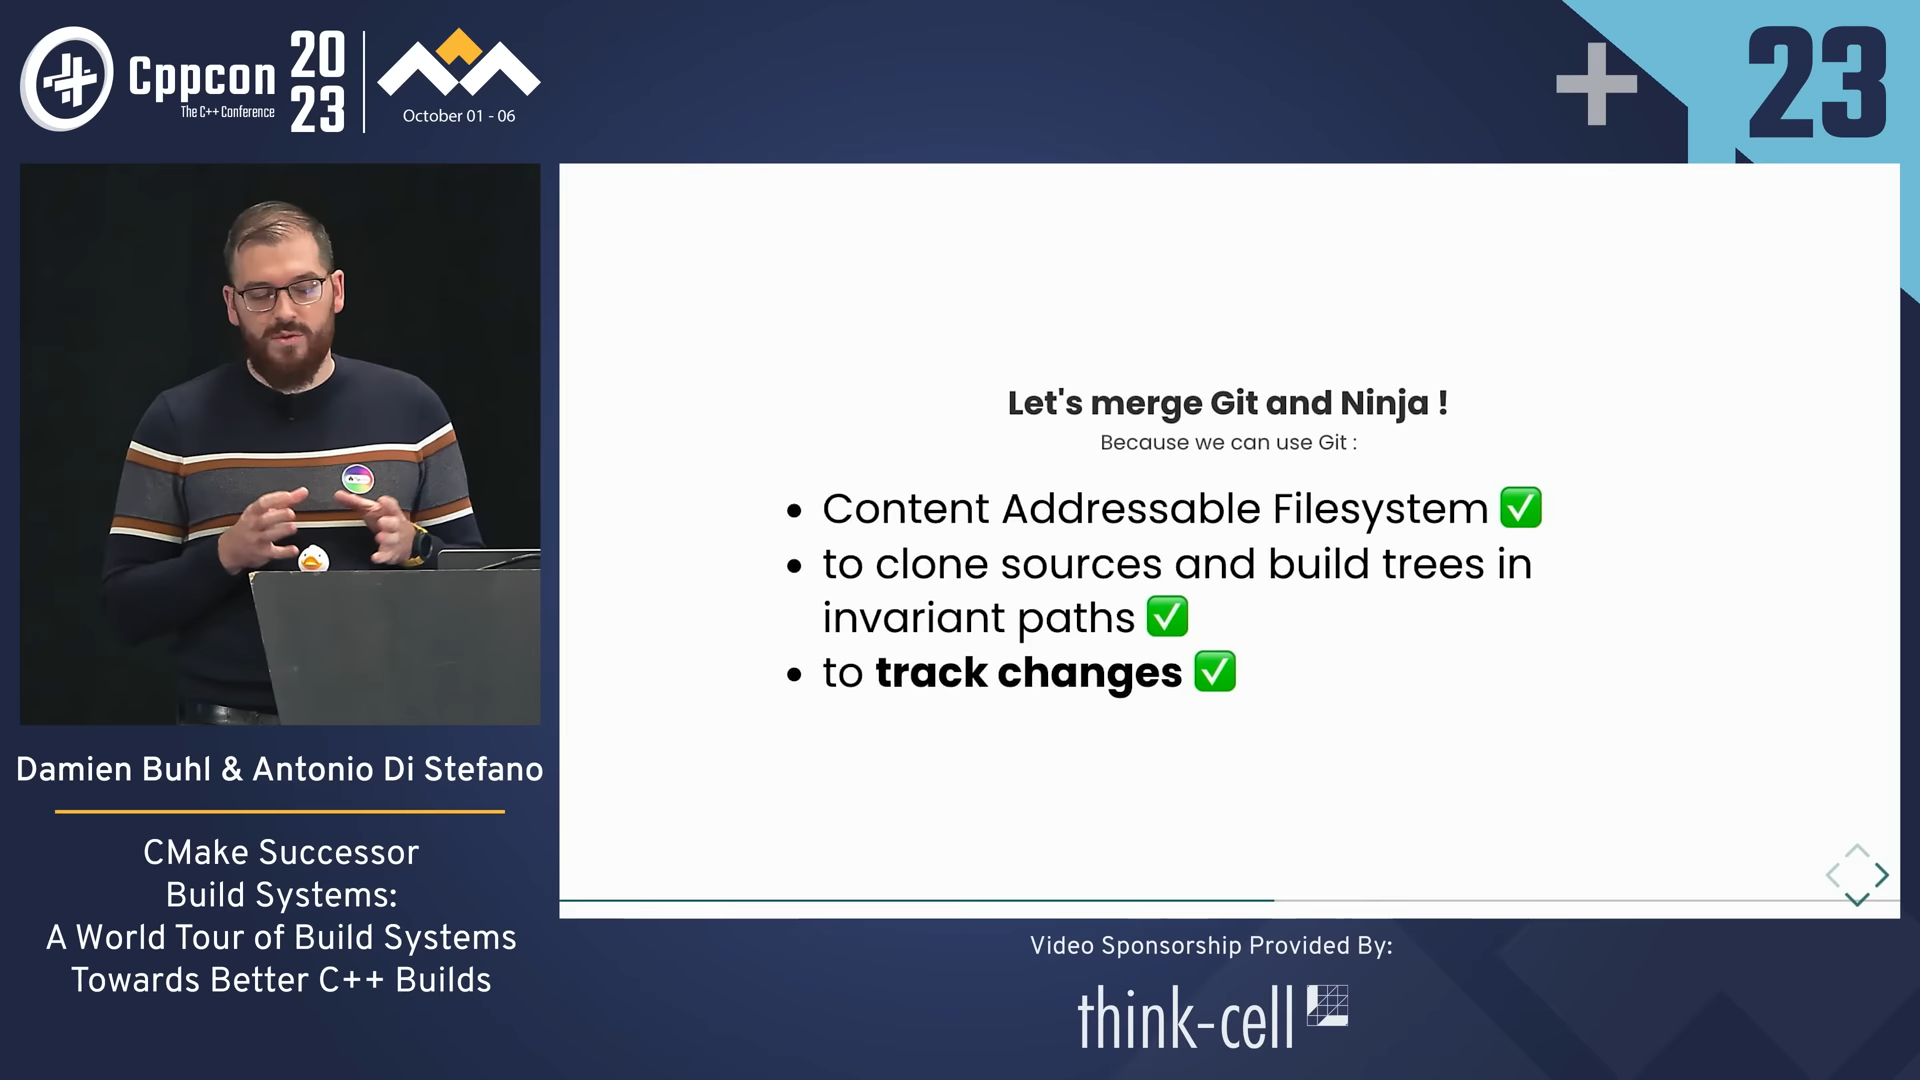 Cppcon
The C++ Conference
20
23
October 01 - 06
23
Let's merge Git and Ninja !
Because we can use Git :
• Content Addressable Filesystem ✅
• to clone sources and build trees in
invariant paths ✅
• to track changes ✅
Damien Buhl & Antonio Di Stefano
CMake Successor
Build Systems:
A World Tour of Build Systems
Towards Better C++ Builds
Video Sponsorship Provided By:
think-cell